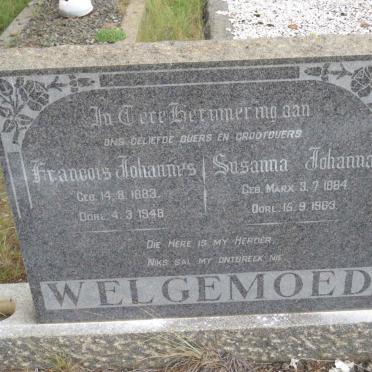 In Tere Herinnering aan
ONS GELIEFDE OUERS EN GROOTOUERS
Francois Johannes
GEB. 14.8.1883.
OORL. 4.3.1948
Susanna Johanna
GEB. MARX 3.7.1884
OORL. 15.9.1963.
DIE HERE IS MY HERDER,
NIKS SAL MY ONTBREEK NIE
WELGEMOED